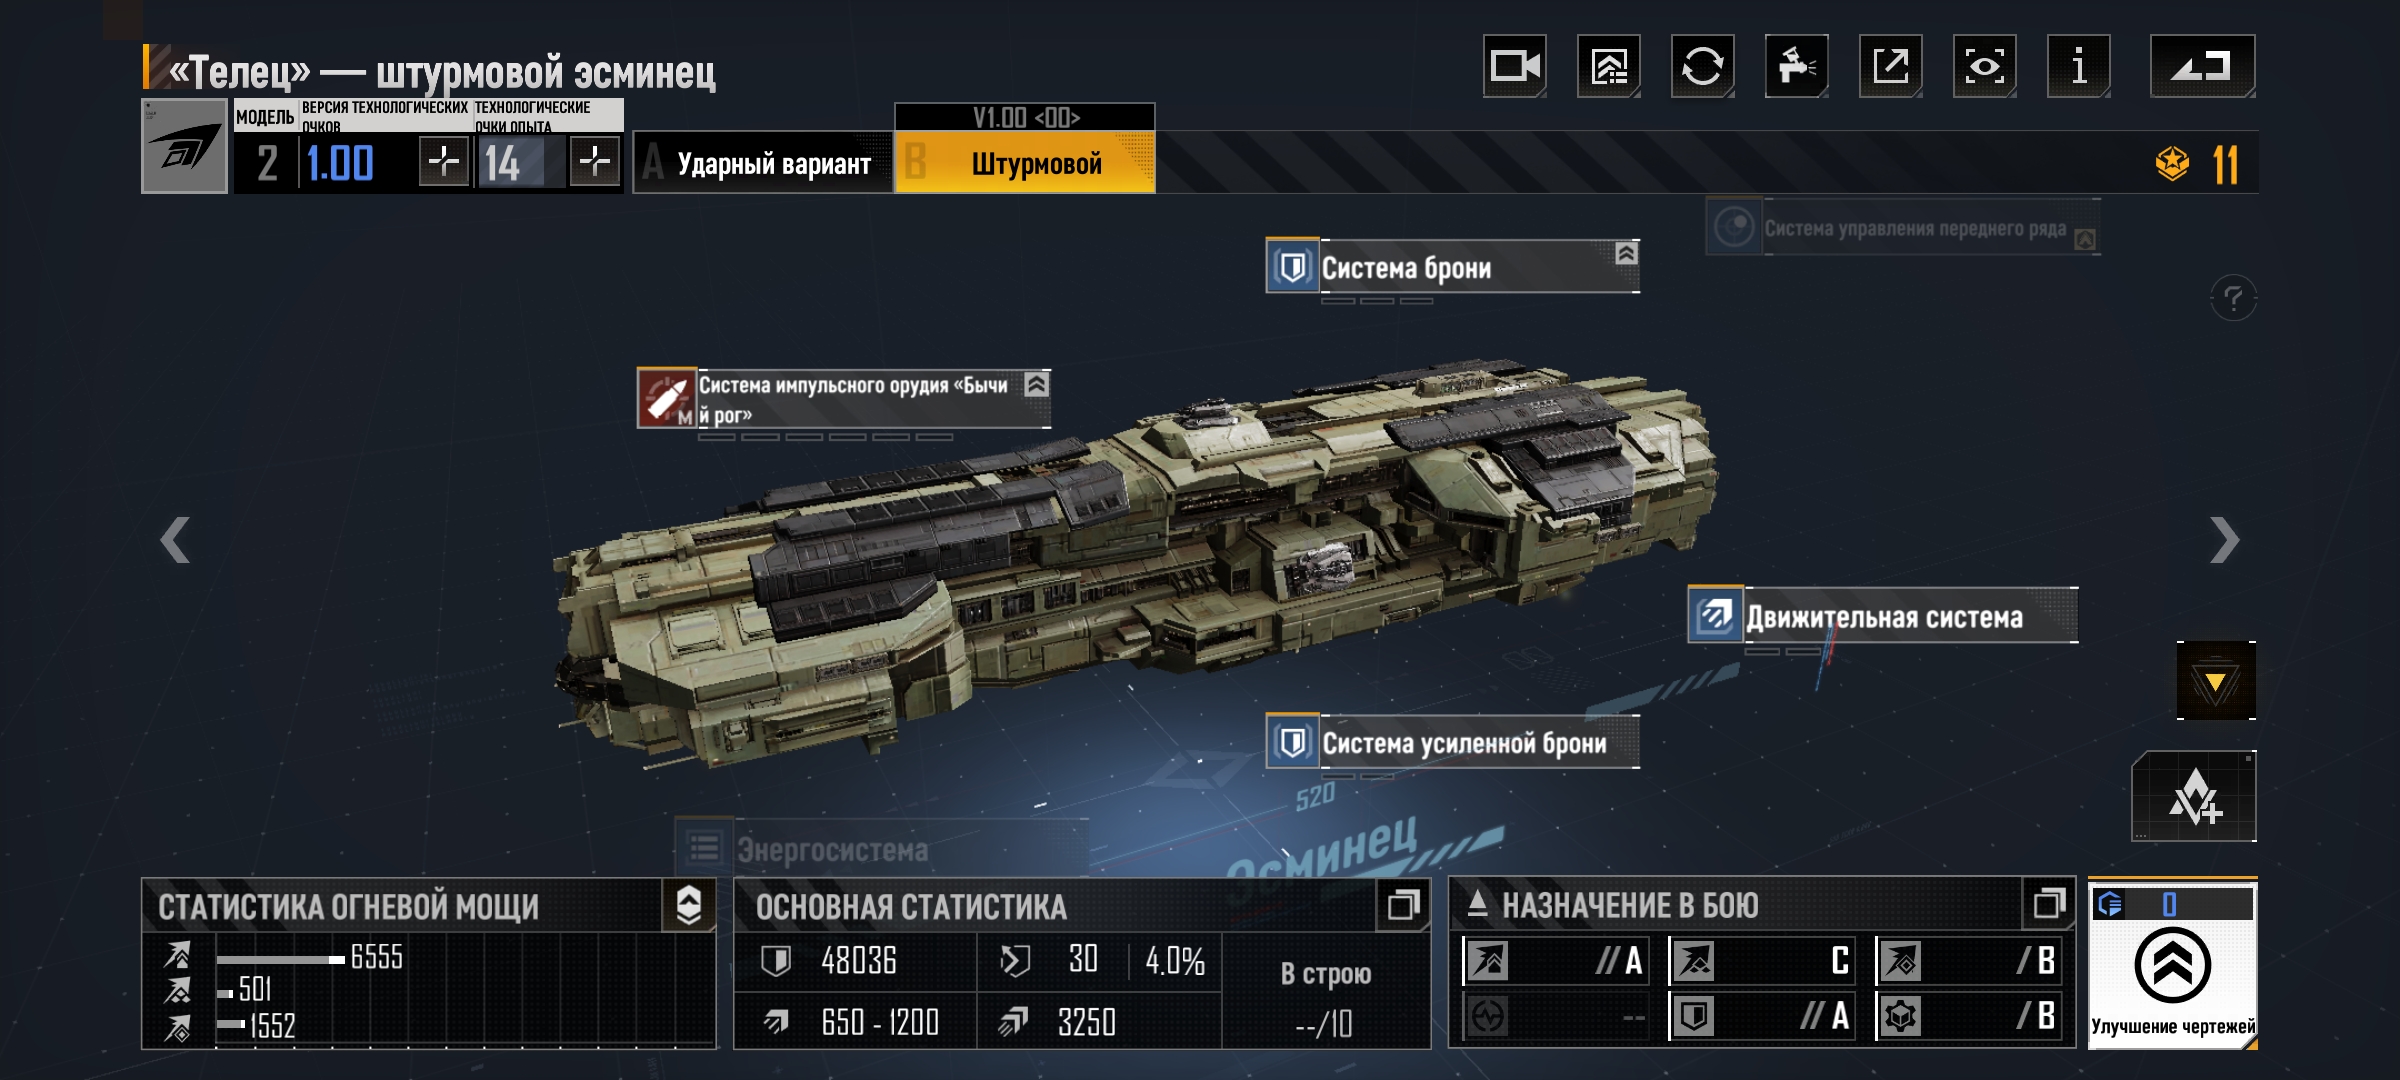 «Телец» — штурмовой эсминец
МОДЕЛЬ
ВЕРСИЯ ТЕХНОЛОГИЧЕСКИХ
ОЧКОВ
ТЕХНОЛОГИЧЕСКИЕ
ОЧКИ ОПЫТА
2
1.00
14
V1.00 <00>
A Ударный вариант
B Штурмовой
11
Система управления переднего ряда
Система брони
Система импульсного орудия «Бычи
й рог»
M
Движительная система
Система усиленной брони
520
Эсминец
Энергосистема
СТАТИСТИКА ОГНЕВОЙ МОЩИ
6555
501
1552
ОСНОВНАЯ СТАТИСТИКА
48036
30
4.0%
650 - 1200
3250
В строю
--/10
НАЗНАЧЕНИЕ В БОЮ
// A
C
/ B
--
// A
/ B
0
Улучшение чертежей